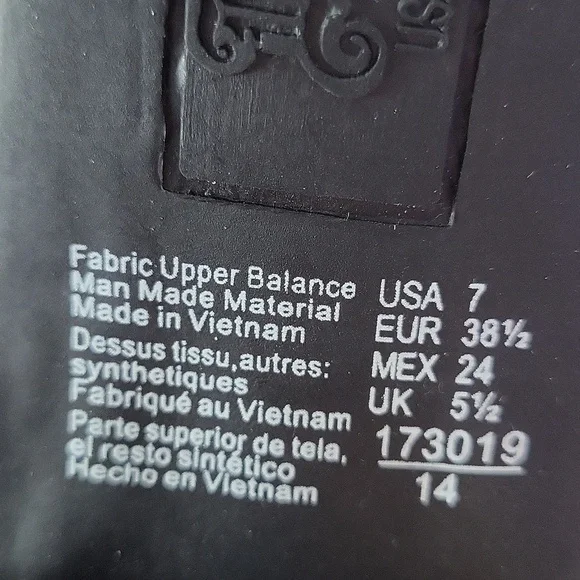 USA
Fabric Upper Balance
Man Made Material
Made in Vietnam
Dessus tissu,autres:
synthetiques
Fabriqué au Vietnam
Parte superior de tela,
el resto sintético
Hecho en Vietnam
USA 7
EUR 38½
MEX 24
UK 5½
173019
14